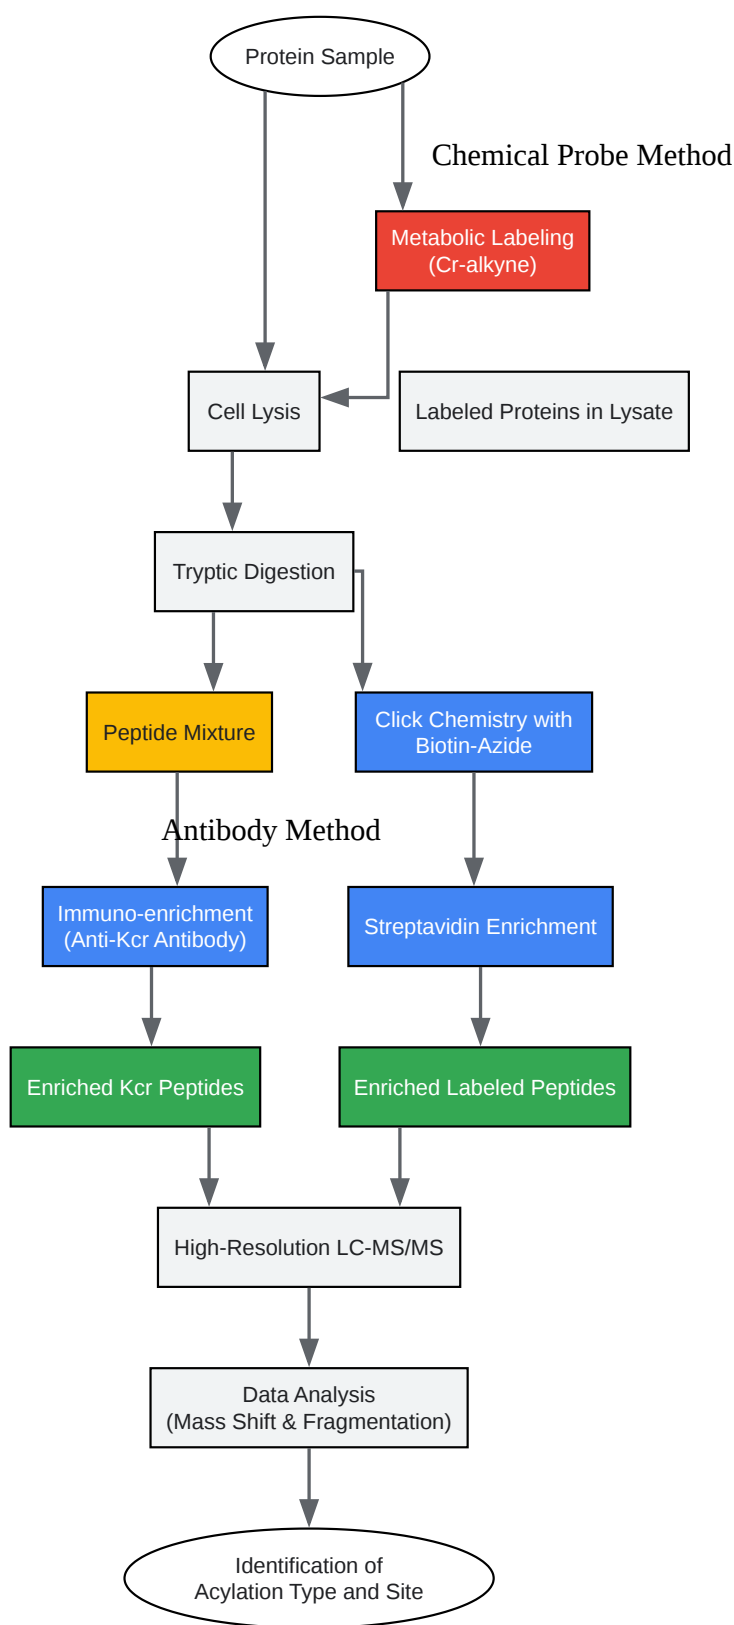 Protein Sample
Chemical Probe Method
Metabolic Labeling
(Cr-alkyne)
Cell Lysis
Labeled Proteins in Lysate
Tryptic Digestion
Peptide Mixture
Click Chemistry with
Biotin-Azide
Antibody Method
Immuno-enrichment
(Anti-Kcr Antibody)
Streptavidin Enrichment
Enriched Kcr Peptides
Enriched Labeled Peptides
High-Resolution LC-MS/MS
Data Analysis
(Mass Shift & Fragmentation)
Identification of
Acylation Type and Site